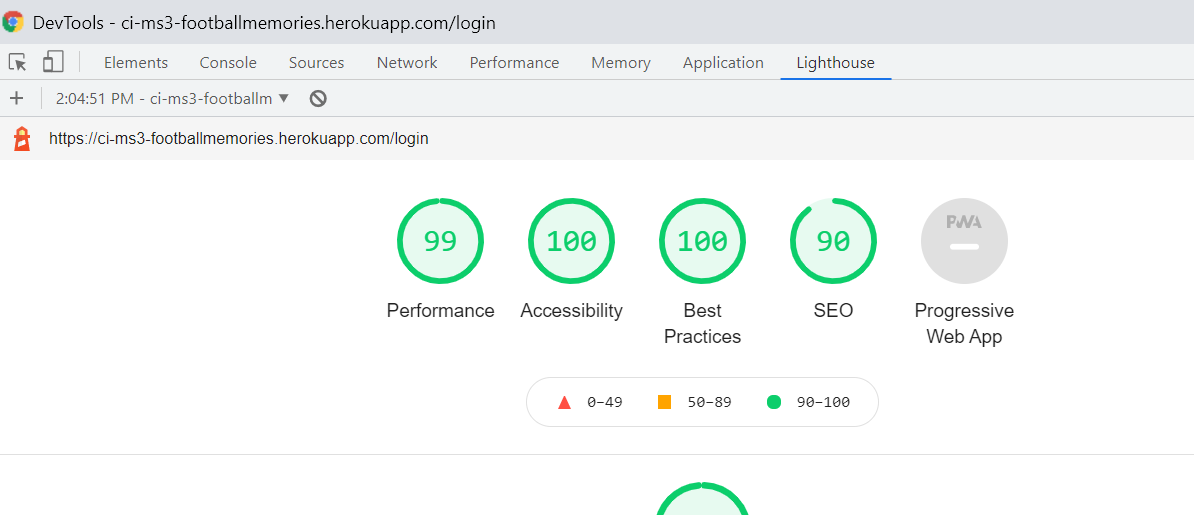 DevTools - ci-ms3-footballmemories.herokuapp.com/login
Elements Console Sources Network Performance Memory Application Lighthouse
2:04:51 PM - ci-ms3-footballm
https://ci-ms3-footballmemories.herokuapp.com/login
99 100 100 90 PWA
Performance Accessibility Best Practices SEO Progressive Web App
0–49 50–89 90–100